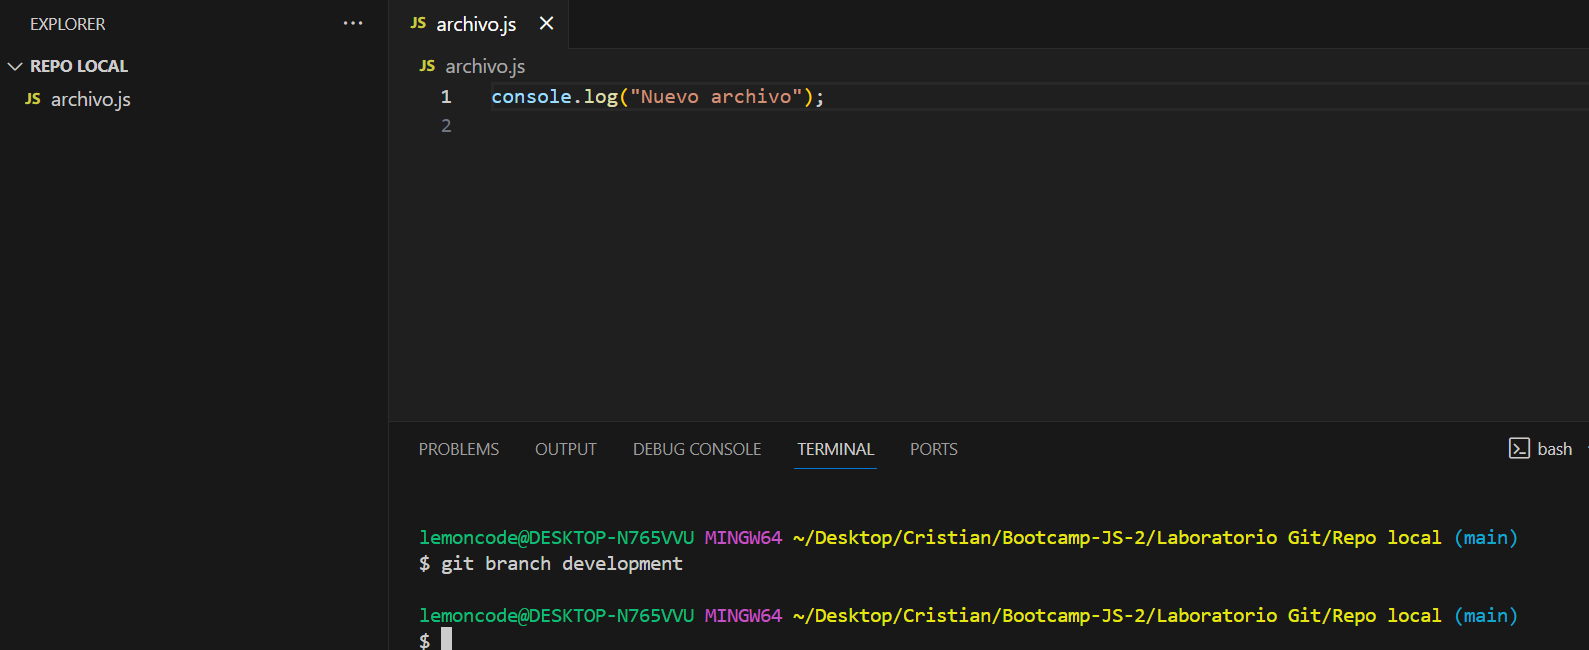 EXPLORER ···
REPO LOCAL
JS archivo.js
JS archivo.js ×
JS archivo.js
1 console.log("Nuevo archivo");
2
PROBLEMS OUTPUT DEBUG CONSOLE TERMINAL PORTS bash
lemoncode@DESKTOP-N765VVU MINGW64 ~/Desktop/Cristian/Bootcamp-JS-2/Laboratorio Git/Repo local (main)
$ git branch development
lemoncode@DESKTOP-N765VVU MINGW64 ~/Desktop/Cristian/Bootcamp-JS-2/Laboratorio Git/Repo local (main)
$